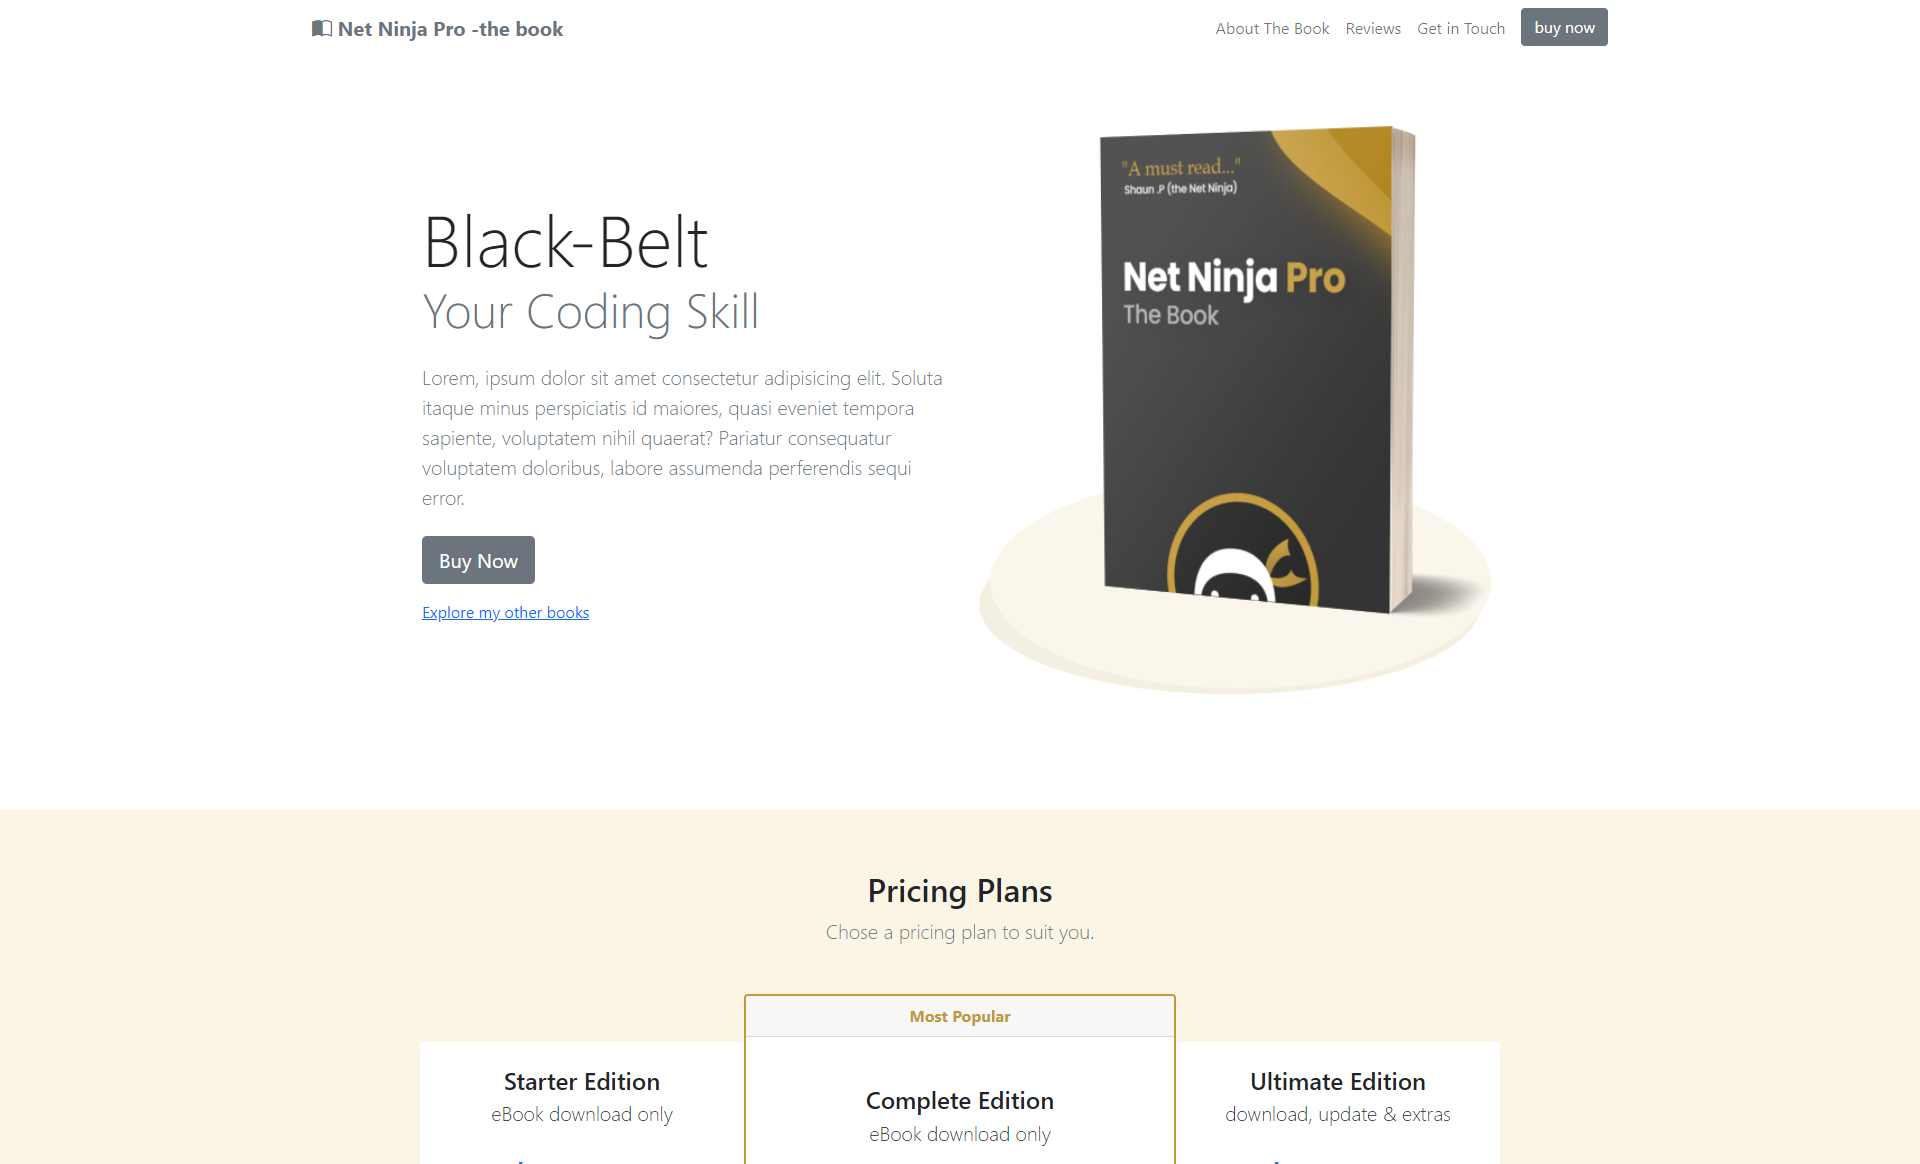 Net Ninja Pro -the book
About The Book
Reviews
Get in Touch
buy now
Black-Belt
Your Coding Skill
Lorem, ipsum dolor sit amet consectetur adipisicing elit. Soluta
itaque minus perspiciatis id maiores, quasi eveniet tempora
sapiente, voluptatem nihil quaerat? Pariatur consequatur
voluptatem doloribus, labore assumenda perferendis sequi
error.
Buy Now
Explore my other books
"A must read..."
Shaun .P (the Net Ninja)
Net Ninja Pro
The Book
Pricing Plans
Chose a pricing plan to suit you.
Starter Edition
eBook download only
Most Popular
Complete Edition
eBook download only
Ultimate Edition
download, update & extras